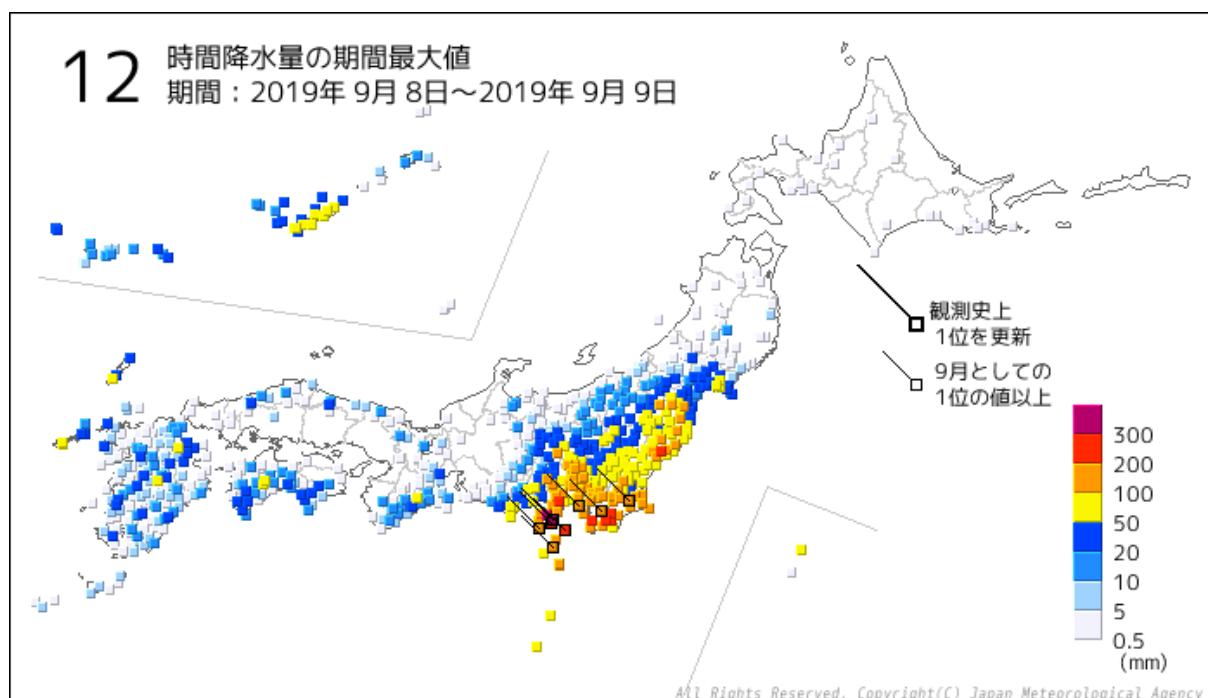 12
時間降水量の期間最大値
期間：2019年 9月 8日～2019年 9月 9日
観測史上
1位を更新
9月としての
1位の値以上
300
200
100
50
20
10
5
0.5
(mm)
All Rights Reserved. Copyright(C) Japan Meteorological Agency